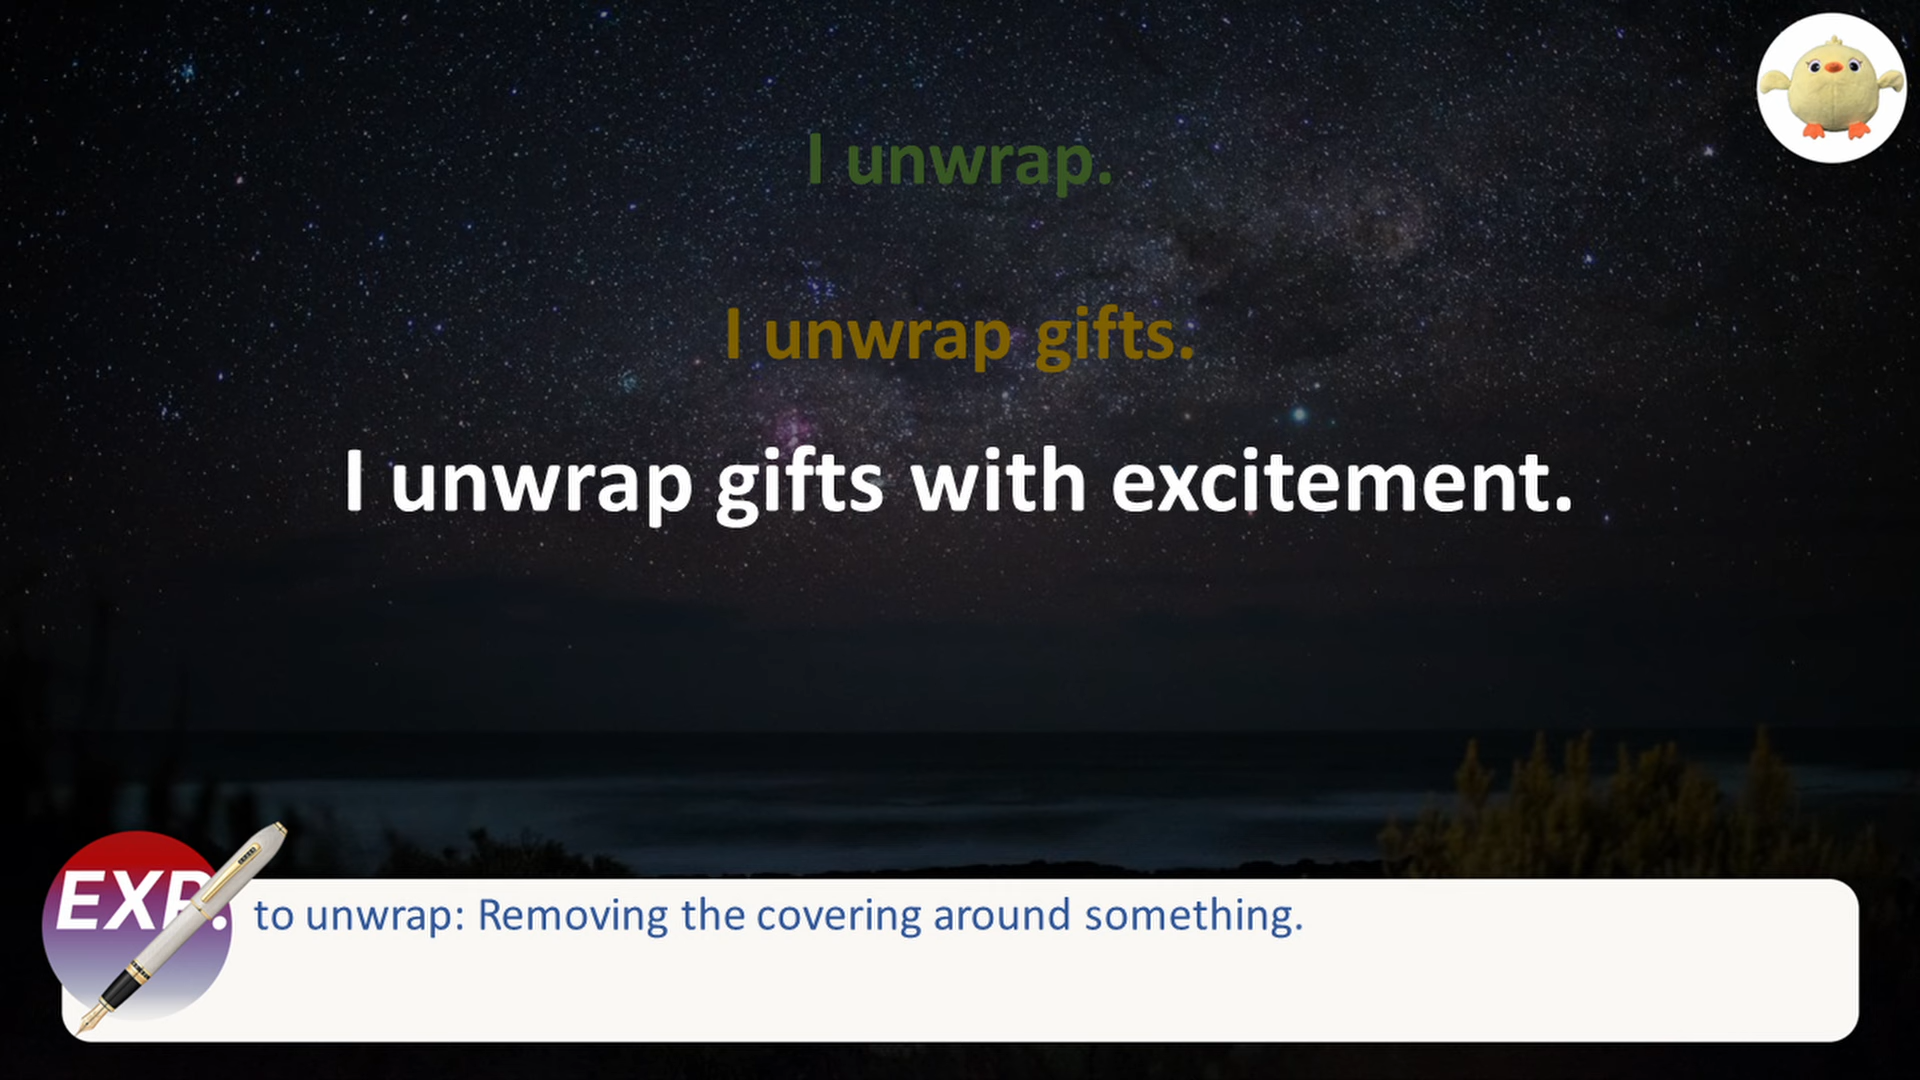 I unwrap.
I unwrap gifts.
I unwrap gifts with excitement.
EXP.
to unwrap: Removing the covering around something.